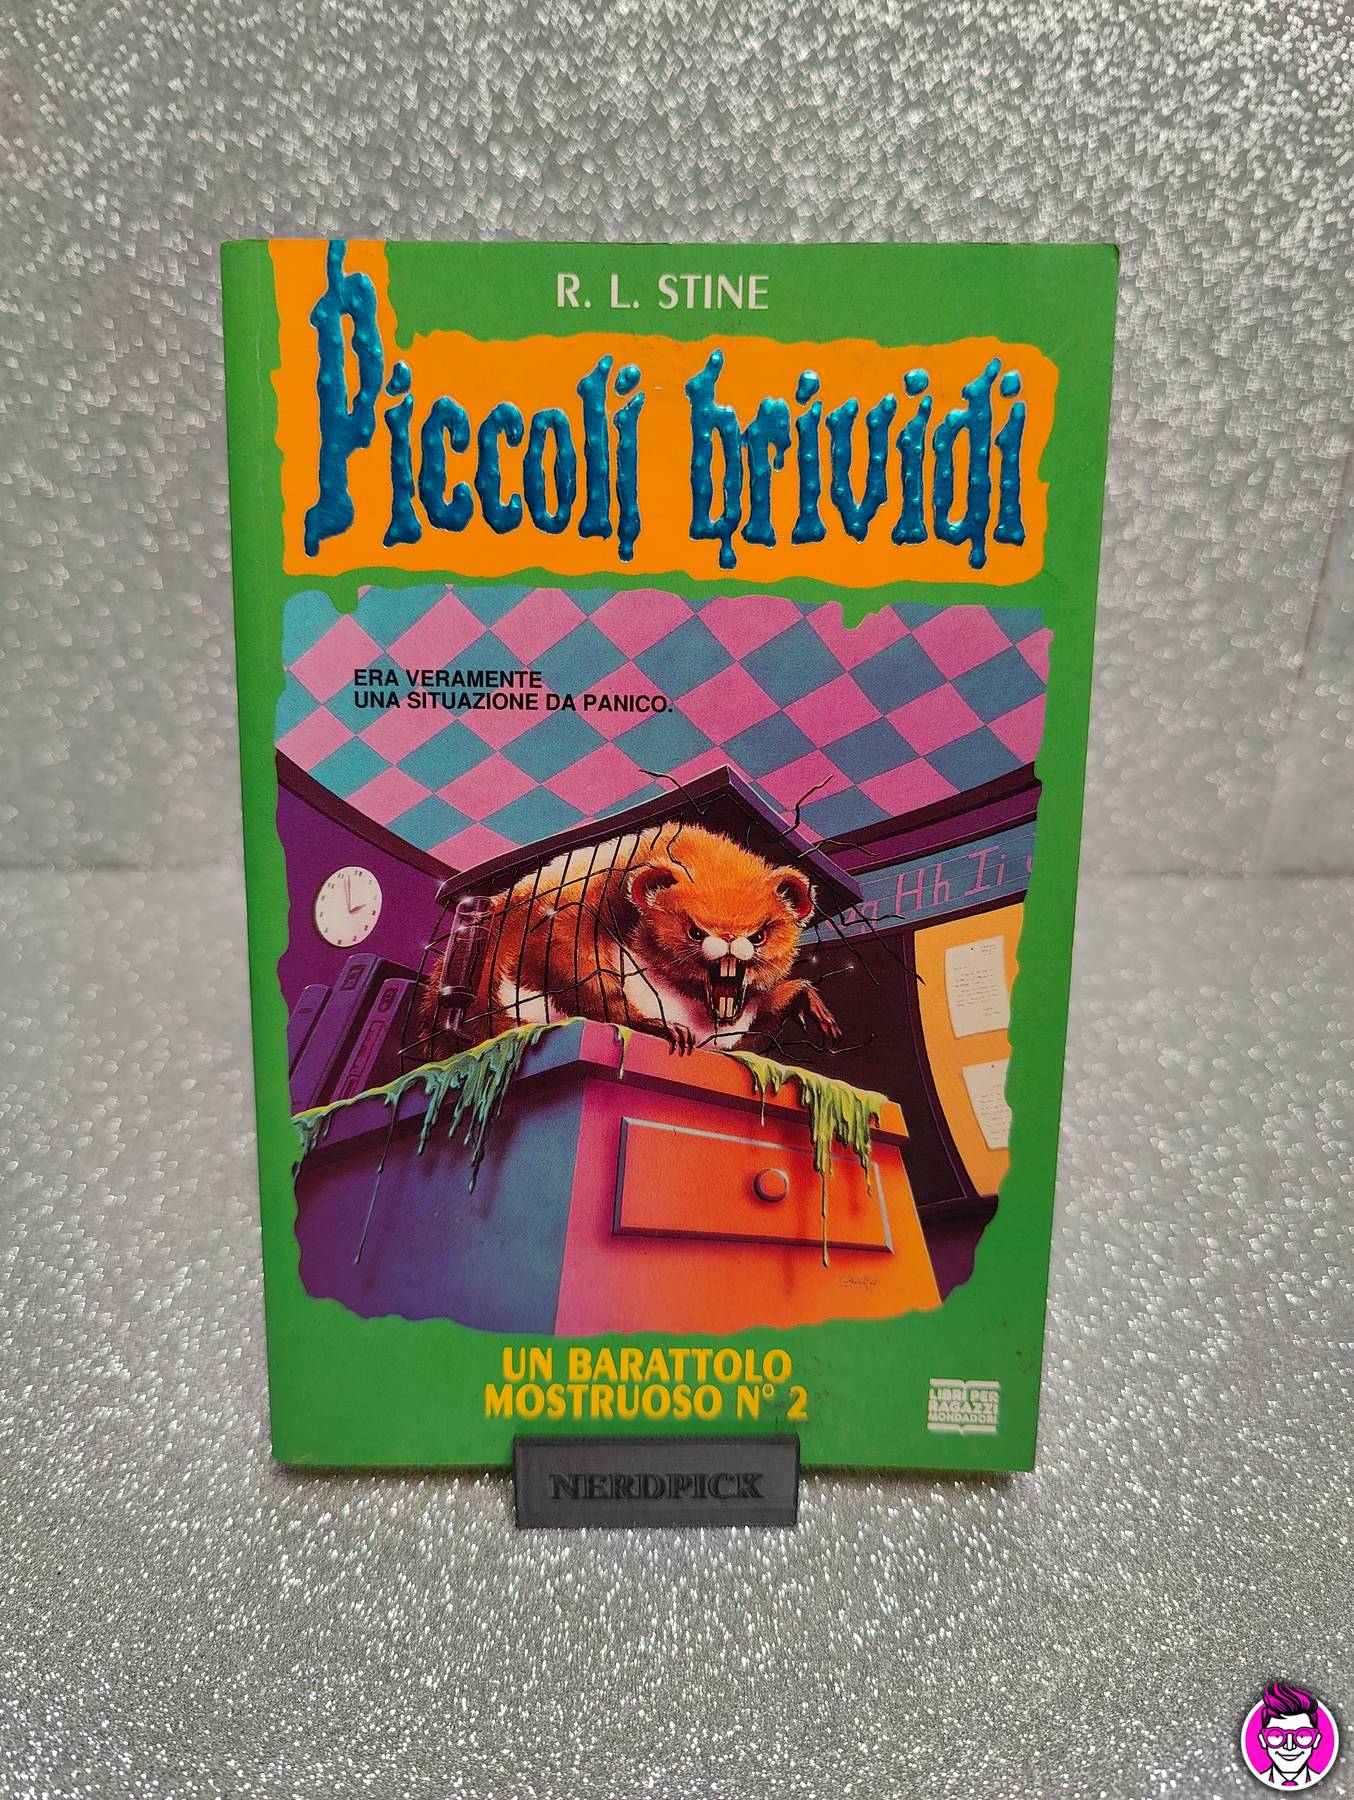 R. L. STINE
Piccoli brividi
ERA VERAMENTE
UNA SITUAZIONE DA PANICO.
Hh Ii
UN BARATTOLO
MOSTRUOSO N° 2
LIBRI PER
RAGAZZI
MONDADORI
NERDPICK